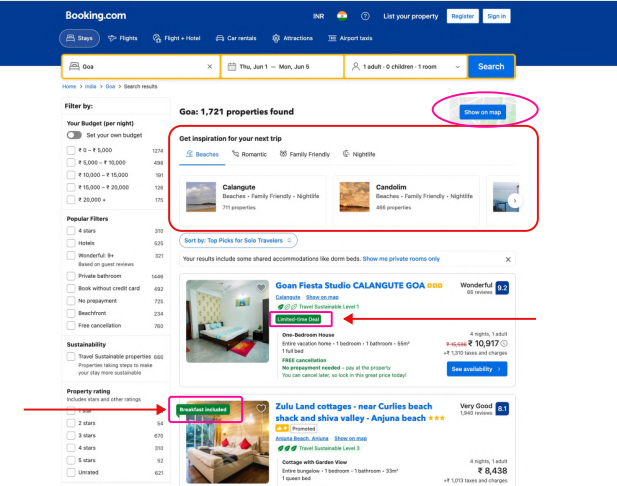 Booking.com
INR
List your property
Register
Sign in
Stays
Flights
Flight + Hotel
Car rentals
Attractions
Airport taxis
Goa
Thu, Jun 1 — Mon, Jun 5
1 adult · 0 children · 1 room
Search
Home > India > Goa > Search results
Filter by:
Your Budget (per night)
Set your own budget
₹ 0 – ₹ 5,000 1274
₹ 5,000 – ₹ 10,000 498
₹ 10,000 – ₹ 15,000 191
₹ 15,000 – ₹ 20,000 126
₹ 20,000 + 175
Popular Filters
4 stars 310
Hotels 525
Wonderful: 9+ 321
Based on guest reviews
Private bathroom 1446
Book without credit card 492
No prepayment 725
Beachfront 234
Free cancellation 760
Sustainability
Travel Sustainable properties 666
Properties taking steps to make
your stay more sustainable
Property rating
Includes stars and other ratings
1 star
2 stars 54
3 stars 670
4 stars 310
5 stars 52
Unrated 621
Goa: 1,721 properties found
Show on map
Get inspiration for your next trip
Beaches
Romantic
Family Friendly
Nightlife
Calangute
Beaches · Family Friendly · Nightlife
711 properties
Candolim
Beaches · Family Friendly · Nightlife
466 properties
Sort by: Top Picks for Solo Travelers
Your results include some shared accommodations like dorm beds. Show me private rooms only
Goan Fiesta Studio CALANGUTE GOA
Wonderful
66 reviews
9.2
Calangute Show on map
Travel Sustainable Level 1
Limited-time Deal
One-Bedroom House
Entire vacation home · 1 bedroom · 1 bathroom · 55m²
1 full bed
FREE cancellation
No prepayment needed – pay at the property
You can cancel later, so lock in this great price today!
4 nights, 1 adult
₹ 10,917
+₹ 1,310 taxes and charges
See availability
Breakfast included
Zulu Land cottages - near Curlies beach
shack and shiva valley - Anjuna beach
Promoted
Very Good
1,940 reviews
8.1
Anjuna Beach, Anjuna Show on map
Travel Sustainable Level 3
Cottage with Garden View
Entire bungalow · 1 bedroom · 1 bathroom · 33m²
1 queen bed
4 nights, 1 adult
₹ 8,438
+₹ 1,013 taxes and charges